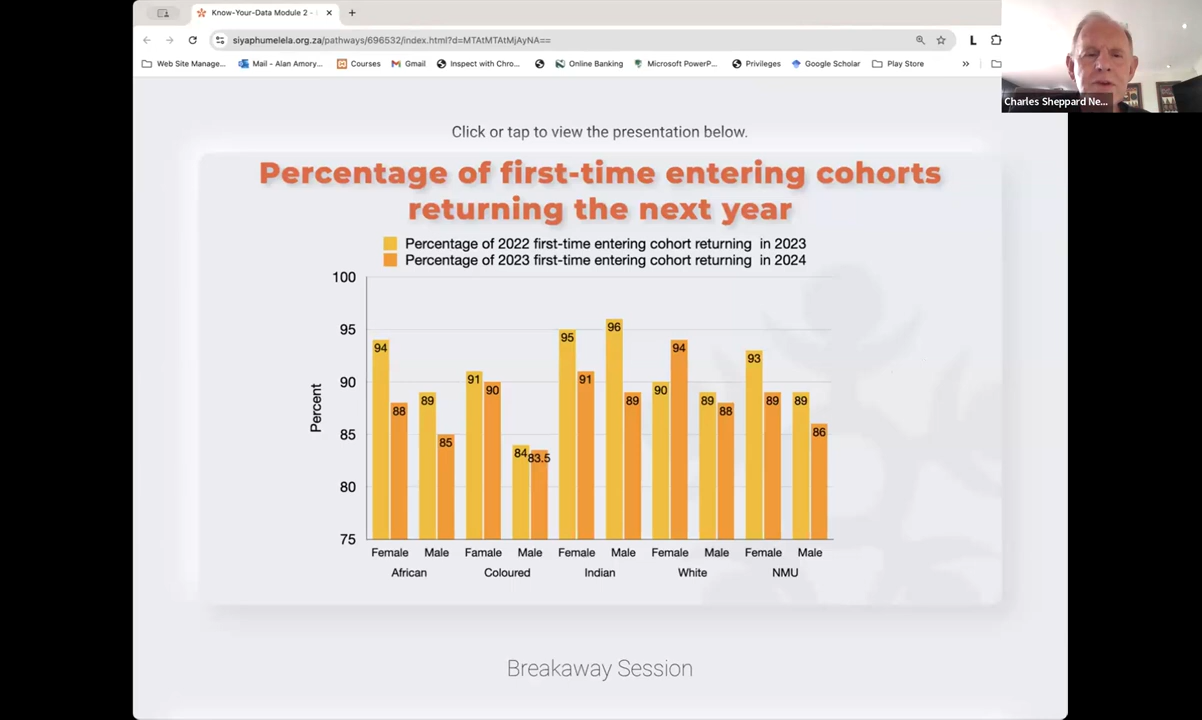 Know-Your-Data Module 2 -
siyaphumelela.org.za/pathways/696532/index.html?d=MTAtMTAtMjAyNA==
Web Site Manage... Mail - Alan Amory... Courses Gmail Inspect with Chro... Online Banking Microsoft PowerP... Privileges Google Scholar Play Store »
L
Charles Sheppard Ne...
Click or tap to view the presentation below.
Percentage of first-time entering cohorts
returning the next year
Percentage of 2022 first-time entering cohort returning in 2023
Percentage of 2023 first-time entering cohort returning in 2024
100
95
90
85
80
75
Percent
94 88 89 85 91 90 84 83.5 95 91 96 89 90 94 89 88 93 89 89 86
Female Male Famale Male Female Male Female Male Female Male
African Coloured Indian White NMU
Breakaway Session